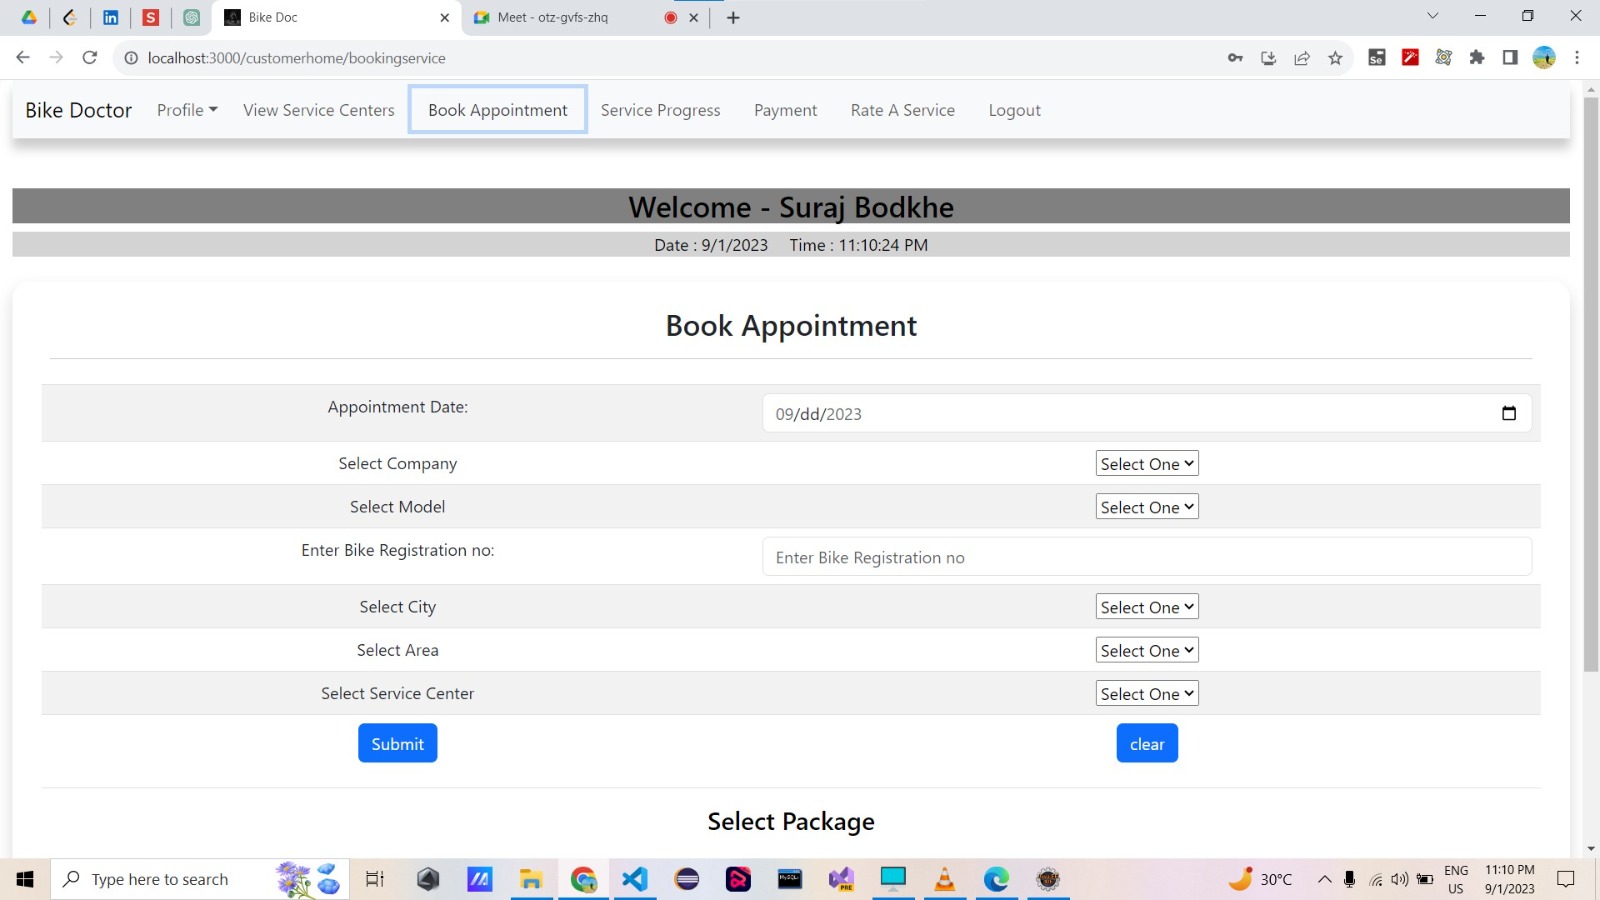 Bike Doc
Meet - otz-gvfs-zhq
localhost:3000/customerhome/bookingservice
Bike Doctor Profile View Service Centers Book Appointment Service Progress Payment Rate A Service Logout
Welcome - Suraj Bodkhe
Date : 9/1/2023 Time : 11:10:24 PM
Book Appointment
Appointment Date: 09/dd/2023
Select Company Select One
Select Model Select One
Enter Bike Registration no: Enter Bike Registration no
Select City Select One
Select Area Select One
Select Service Center Select One
Submit clear
Select Package
Type here to search
30°C
ENG
US
11:10 PM
9/1/2023